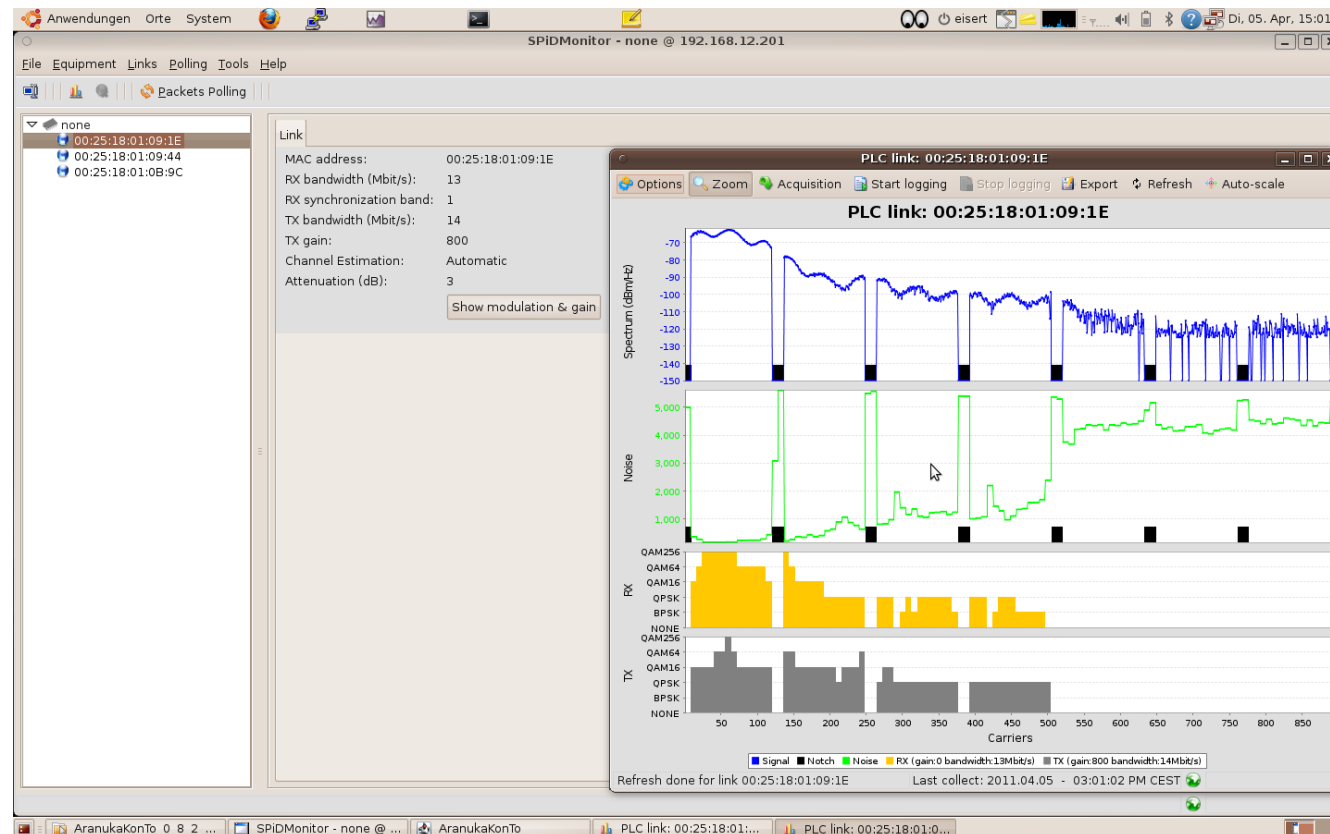 Anwendungen Orte System
eisert
Di, 05. Apr, 15:01
SPiDMonitor - none @ 192.168.12.201
File Equipment Links Polling Tools Help
Packets Polling
none
00:25:18:01:09:1E
00:25:18:01:09:44
00:25:18:01:0B:9C
Link
MAC address: 00:25:18:01:09:1E
RX bandwidth (Mbit/s): 13
RX synchronization band: 1
TX bandwidth (Mbit/s): 14
TX gain: 800
Channel Estimation: Automatic
Attenuation (dB): 3
Show modulation & gain
PLC link: 00:25:18:01:09:1E
Options Zoom Acquisition Start logging Stop logging Export Refresh Auto-scale
PLC link: 00:25:18:01:09:1E
Spectrum (dBm/Hz)
-70
-80
-90
-100
-110
-120
-130
-140
-150
Noise
5,000
4,000
3,000
2,000
1,000
RX
QAM256
QAM64
QAM16
QPSK
BPSK
NONE
TX
QAM256
QAM64
QAM16
QPSK
BPSK
NONE
50 100 150 200 250 300 350 400 450 500 550 600 650 700 750 800 850
Carriers
Signal Notch Noise RX (gain:0 bandwidth:13Mbit/s) TX (gain:800 bandwidth:14Mbit/s)
Refresh done for link 00:25:18:01:09:1E Last collect: 2011.04.05 - 03:01:02 PM CEST
AranukaKonTo_0_8_2_... SPiDMonitor - none @ ... AranukaKonTo PLC link: 00:25:18:01:... PLC link: 00:25:18:01:0...